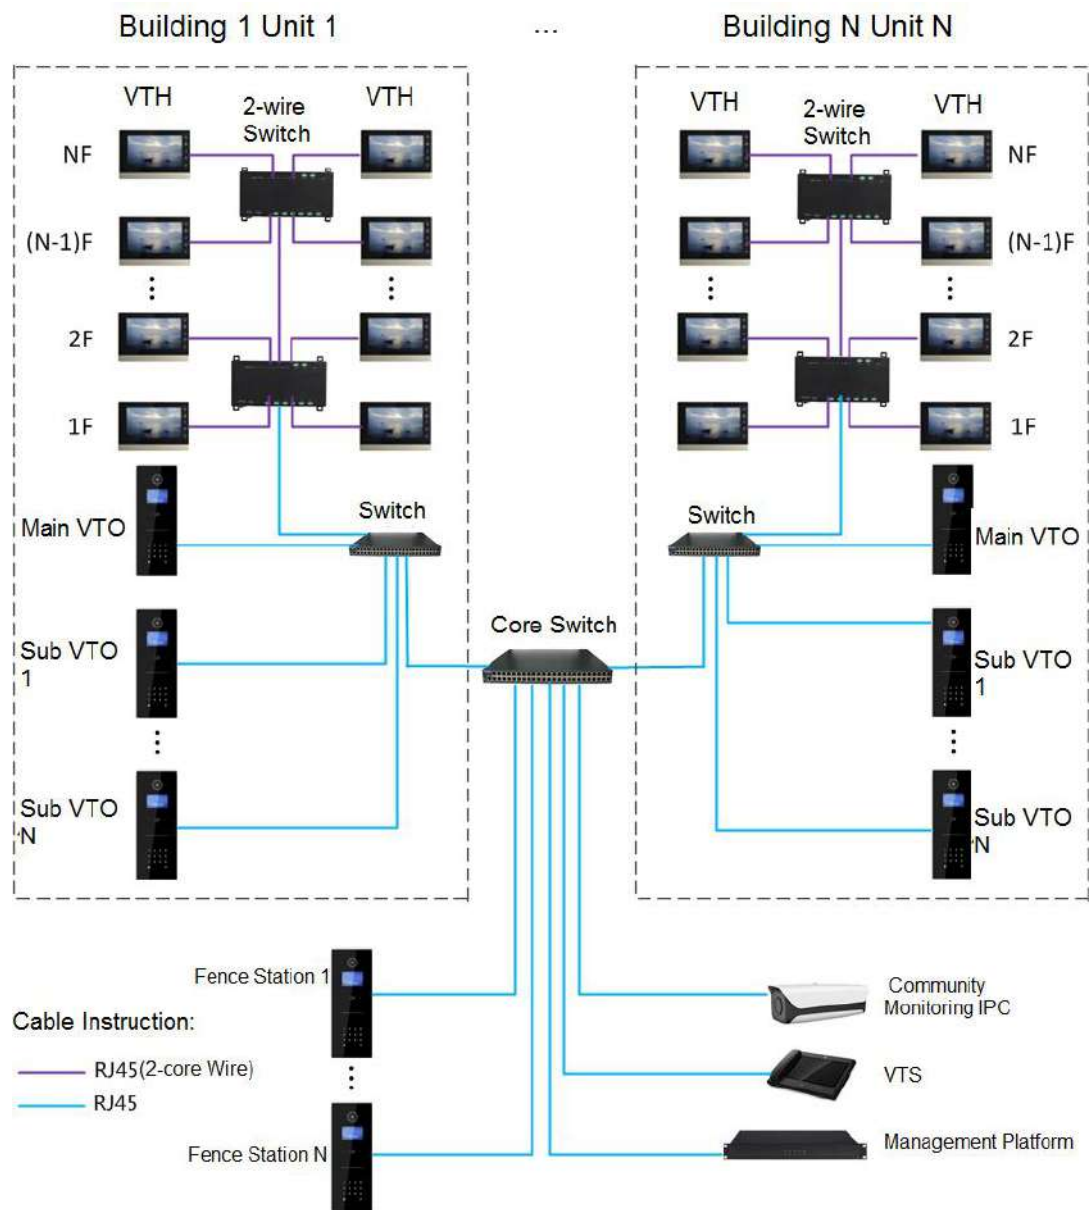 Building 1 Unit 1
...
Building N Unit N
VTH
2-wire
Switch
VTH
NF
(N-1)F
2F
1F
Main VTO
Switch
Sub VTO
1
Sub VTO
N
VTH
2-wire
Switch
VTH
NF
(N-1)F
2F
1F
Switch
Main VTO
Sub VTO
1
Sub VTO
N
Core Switch
Fence Station 1
Fence Station N
Community
Monitoring IPC
VTS
Management Platform
Cable Instruction:
RJ45(2-core Wire)
RJ45